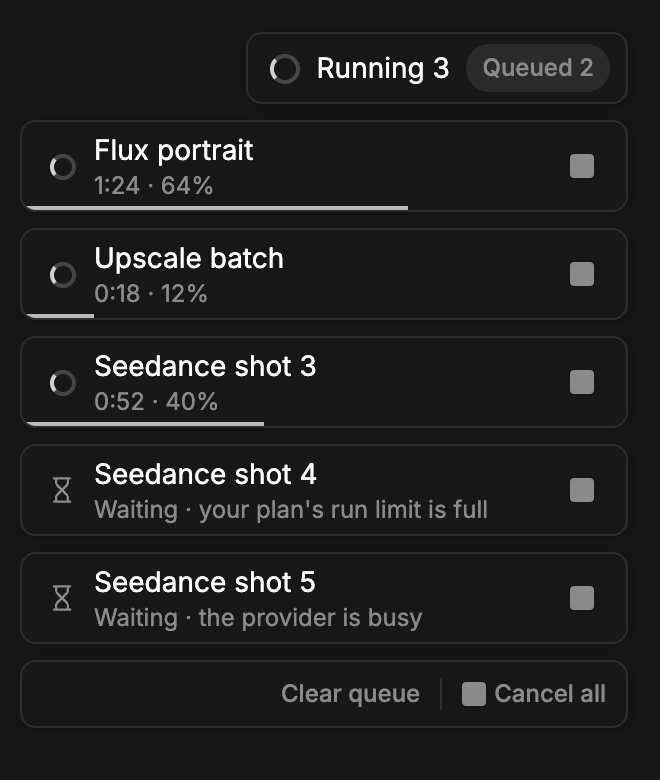 Running 3 Queued 2
Flux portrait
1:24 · 64%
Upscale batch
0:18 · 12%
Seedance shot 3
0:52 · 40%
Seedance shot 4
Waiting · your plan's run limit is full
Seedance shot 5
Waiting · the provider is busy
Clear queue Cancel all